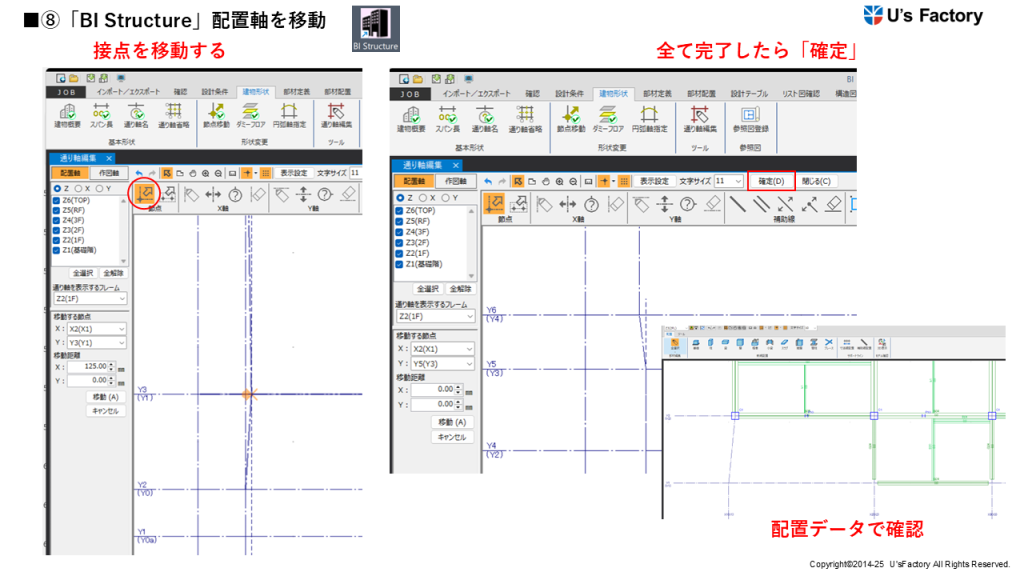 ■⑧「BI Structure」配置軸を移動
BI Structure
U's Factory
接点を移動する
全て完了したら「確定」
JOB インポート／エクスポート 確認 設計条件 建物形状 部材定義 部材配置
建物概要 スパン長 通り軸名 通り軸省略 節点移動 ダミーフロア 円弧軸指定 通り軸編集
基本形状 形状変更 ツール
通り軸編集 ×
配置軸 作図軸 表示設定 文字サイズ 11
Z X Y
Z6(TOP)
Z5(RF)
Z4(3F)
Z3(2F)
Z2(1F)
Z1(基礎階)
節点 X軸 Y軸
全選択 全解除
通り軸を表示するフレーム
Z2(1F)
移動する節点
X： X2(X1)
Y： Y3(Y1)
移動距離
X： 125.00 mm
Y： 0.00 mm
移動 (A)
キャンセル
Y3
(Y1)
Y2
(Y0)
Y1
(Y0a)
BI
JOB インポート／エクスポート 確認 設計条件 建物形状 部材定義 部材配置 設計テーブル リスト図確認 構造図
建物概要 スパン長 通り軸名 通り軸省略 節点移動 ダミーフロア 円弧軸指定 通り軸編集 参照図登録
基本形状 形状変更 ツール 参照図
通り軸編集 ×
配置軸 作図軸 表示設定 文字サイズ 11 確定(D) 閉じる(C)
Z X Y
Z6(TOP)
Z5(RF)
Z4(3F)
Z3(2F)
Z2(1F)
Z1(基礎階)
節点 X軸 Y軸 補助線
全選択 全解除
通り軸を表示するフレーム
Z2(1F)
移動する節点
X： X2(X1)
Y： Y5(Y3)
移動距離
X： 0.00 mm
Y： 0.00 mm
移動 (A)
キャンセル
Y6
(Y4)
Y5
(Y3)
Y4
(Y2)
配置データで確認
Copyright©2014-25 U'sFactory All Rights Reserved.